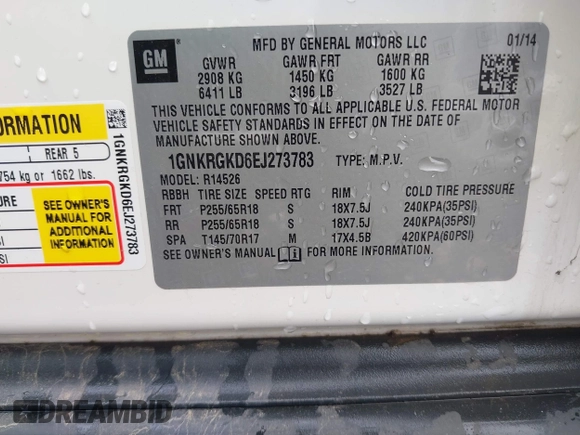 GM
MFD BY GENERAL MOTORS LLC
01/14
GVWR GAWR FRT GAWR RR
2908 KG 1450 KG 1600 KG
6411 LB 3196 LB 3527 LB
THIS VEHICLE CONFORMS TO ALL APPLICABLE U.S. FEDERAL MOTOR
VEHICLE SAFETY STANDARDS IN EFFECT ON THE DATE OF
MANUFACTURE SHOWN ABOVE.
1GNKRGKD6EJ273783 TYPE: M.P.V.
MODEL: R14526
RBBH TIRE SIZE SPEED RTG RIM COLD TIRE PRESSURE
FRT P255/65R18 S 18X7.5J 240KPA(35PSI)
RR P255/65R18 S 18X7.5J 240KPA(35PSI)
SPA T145/70R17 M 17X4.5B 420KPA(60PSI)
SEE OWNER'S MANUAL FOR MORE INFORMATION.
ORMATION
REAR 5
754 kg or 1662 lbs.
SEE OWNER'S
MANUAL FOR
ADDITIONAL
INFORMATION
1GNKRGKD6EJ273783
DREAMBID